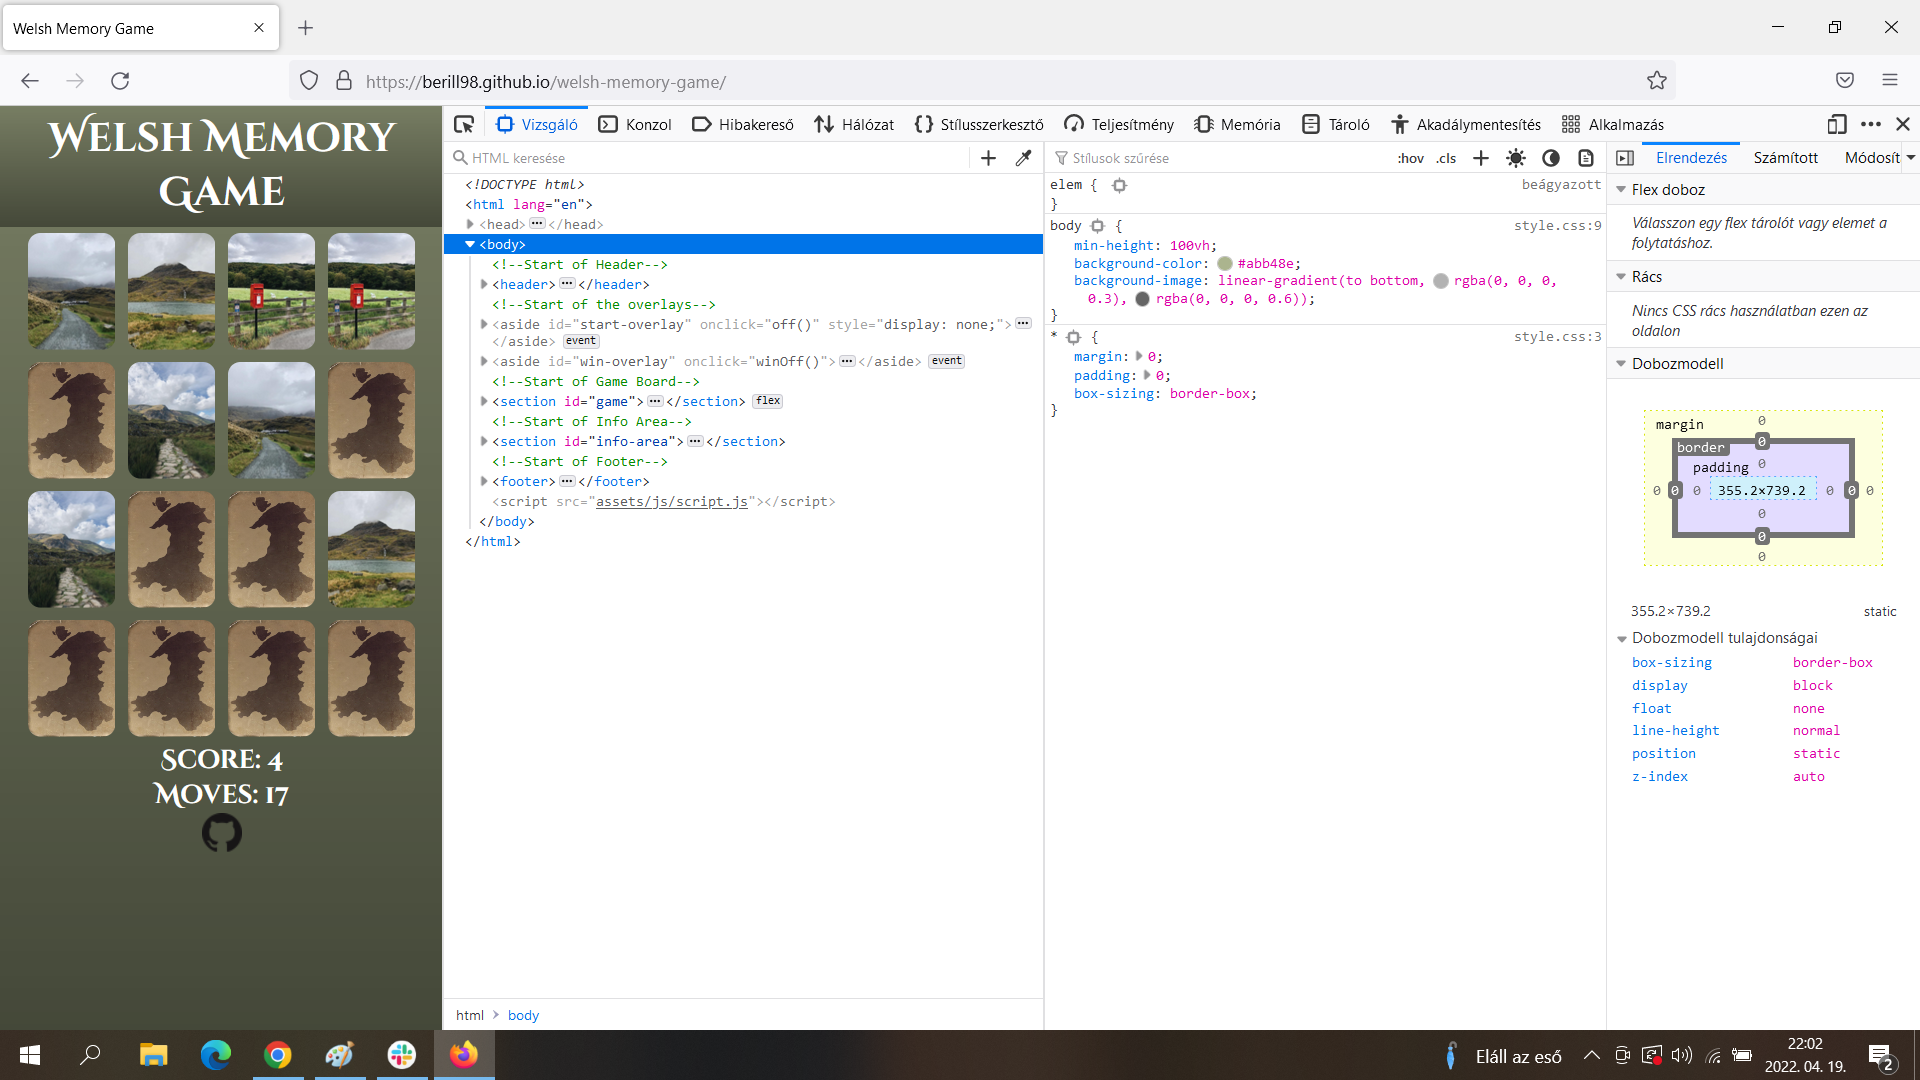 Welsh Memory Game
https://berill98.github.io/welsh-memory-game/
Welsh Memory
Game
Score: 4
Moves: 17
Vizsgáló Konzol Hibakereső Hálózat Stílusszerkesztő Teljesítmény Memória Tároló Akadálymentesítés Alkalmazás
HTML keresése
<!DOCTYPE html>
<html lang="en">
<head> ••• </head>
<body>
<!--Start of Header-->
<header> ••• </header>
<!--Start of the overlays-->
<aside id="start-overlay" onclick="off()" style="display: none;"> •••
</aside> event
<aside id="win-overlay" onclick="winOff()"> ••• </aside> event
<!--Start of Game Board-->
<section id="game"> ••• </section> flex
<!--Start of Info Area-->
<section id="info-area"> ••• </section>
<!--Start of Footer-->
<footer> ••• </footer>
<script src="assets/js/script.js"></script>
</body>
</html>
html > body
Stílusok szűrése :hov .cls
elem { beágyazott
}
body { style.css:9
min-height: 100vh;
background-color: #abb48e;
background-image: linear-gradient(to bottom, rgba(0, 0, 0,
0.3), rgba(0, 0, 0, 0.6));
}
* { style.css:3
margin: 0;
padding: 0;
box-sizing: border-box;
}
Elrendezés Számított Módosít
Flex doboz
Válasszon egy flex tárolót vagy elemet a
folytatáshoz.
Rács
Nincs CSS rács használatban ezen az
oldalon
Dobozmodell
margin 0
border 0
padding 0
0 0 0 355.2×739.2 0 0 0
0
0
0
355.2×739.2 static
Dobozmodell tulajdonságai
box-sizing border-box
display block
float none
line-height normal
position static
z-index auto
Eláll az eső
22:02
2022. 04. 19.
2